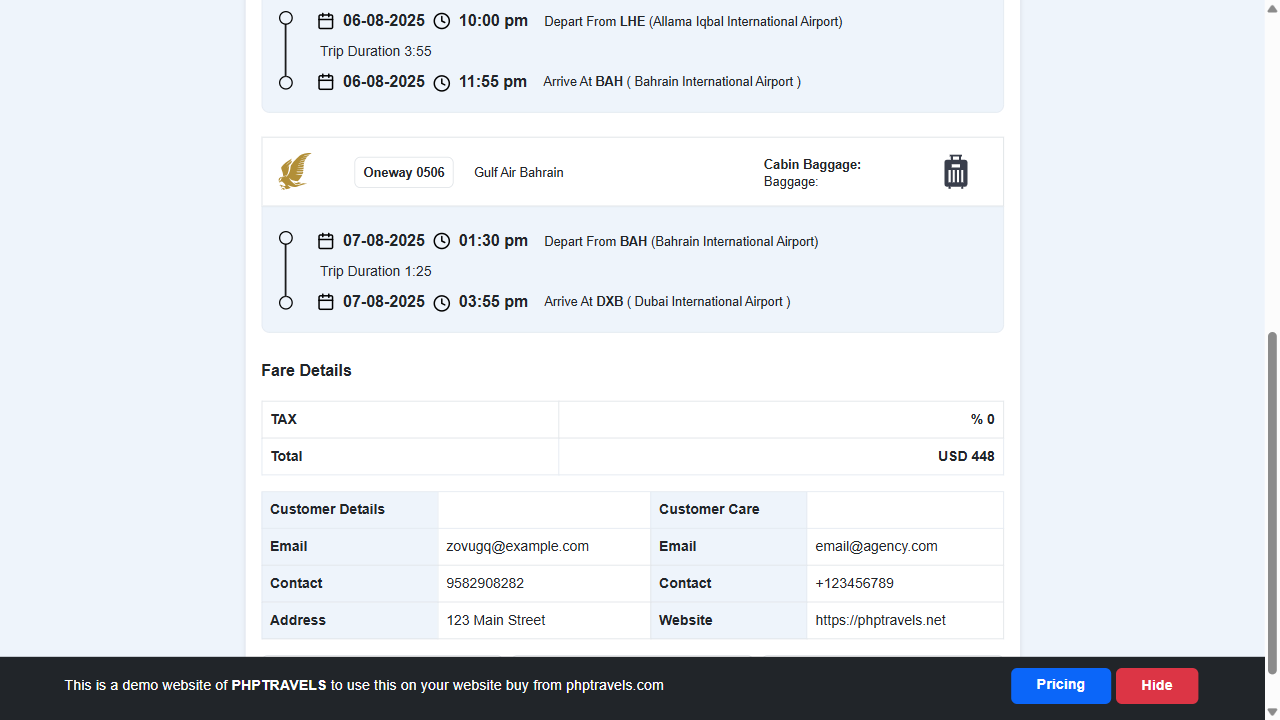 06-08-2025 10:00 pm Depart From LHE (Allama Iqbal International Airport)
Trip Duration 3:55
06-08-2025 11:55 pm Arrive At BAH ( Bahrain International Airport )
Oneway 0506 Gulf Air Bahrain Cabin Baggage:
Baggage:
07-08-2025 01:30 pm Depart From BAH (Bahrain International Airport)
Trip Duration 1:25
07-08-2025 03:55 pm Arrive At DXB ( Dubai International Airport )
Fare Details
TAX % 0
Total USD 448
Customer Details Customer Care
Email zovugq@example.com Email email@agency.com
Contact 9582908282 Contact +123456789
Address 123 Main Street Website https://phptravels.net
This is a demo website of PHPTRAVELS to use this on your website buy from phptravels.com Pricing Hide